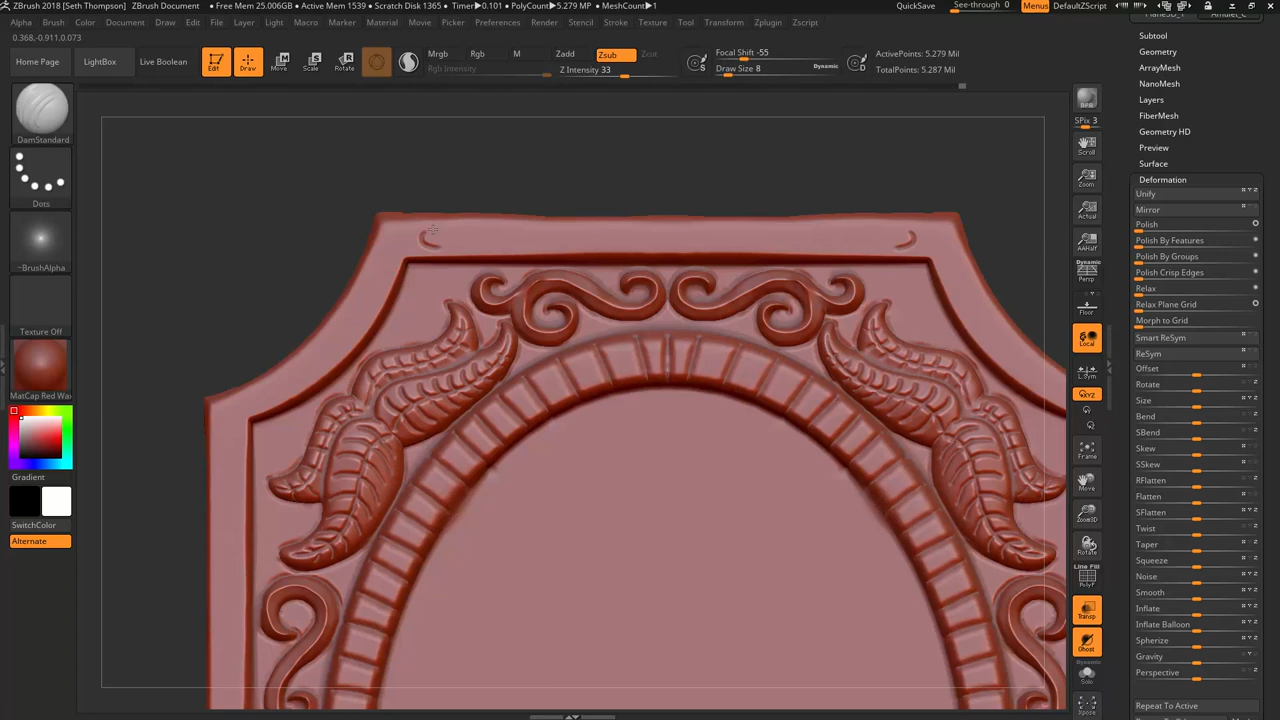 ZBrush 2018 [Seth Thompson]   ZBrush Document   • Free Mem 25.006GB • Active Mem 1539 • Scratch Disk 1365 • Timer▶0.101 • PolyCount▶5.279 MP • MeshCount▶1
QuickSave See-through 0 Menus DefaultZScript
Alpha Brush Color Document Draw Edit File Layer Light Macro Marker Material Movie Picker Preferences Render Stencil Stroke Texture Tool Transform Zplugin Zscript
0.368,-0.911,0.073
Home Page LightBox Live Boolean
Edit Draw Move Scale Rotate
Mrgb Rgb M Zadd Zsub Zcut
Rgb Intensity Z Intensity 33
Focal Shift -55
Draw Size 8 Dynamic
S
D
ActivePoints: 5.279 Mil
TotalPoints: 5.287 Mil
DamStandard
Dots
~BrushAlpha
Texture Off
MatCap Red Wax
Gradient
SwitchColor
Alternate
BPR
SPix 3
Scroll
Zoom
Actual
AAHalf
Dynamic
Persp
Floor
Local
L.Sym
XYZ
Frame
Move
Zoom3D
Rotate
Line Fill
PolyF
Transp
Ghost
Dynamic
Solo
Xpose
Subtool
Geometry
ArrayMesh
NanoMesh
Layers
FiberMesh
Geometry HD
Preview
Surface
Deformation
Unify
Mirror
Polish
Polish By Features
Polish By Groups
Polish Crisp Edges
Relax
Relax Plane Grid
Morph to Grid
Smart ReSym
ReSym
Offset
Rotate
Size
Bend
SBend
Skew
SSkew
RFlatten
Flatten
SFlatten
Twist
Taper
Squeeze
Noise
Smooth
Inflate
Inflate Balloon
Spherize
Gravity
Perspective
Repeat To Active